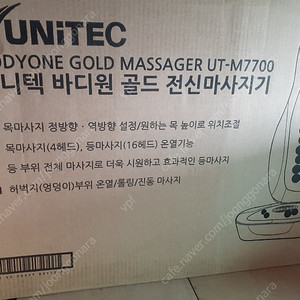 UNITEC
ODYONE GOLD MASSAGER UT-M7700
니텍 바디원 골드 전신마사지기
목마사지 정방향·역방향 설정/원하는 목 높이로 위치조절
목마사지(4헤드), 등마사지(16헤드) 온열기능
등 부위 전체 마사지로 더욱 시원하고 효과적인 등마사지
허벅지(엉덩이)부위 온열/롤링/진동 마사지
cafe.naver.com/joonggonara